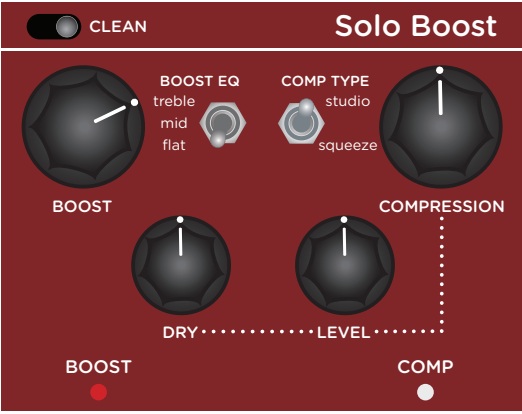 CLEAN
Solo Boost
BOOST EQ
treble
mid
flat
COMP TYPE
studio
squeeze
BOOST
COMPRESSION
DRY
LEVEL
BOOST
COMP